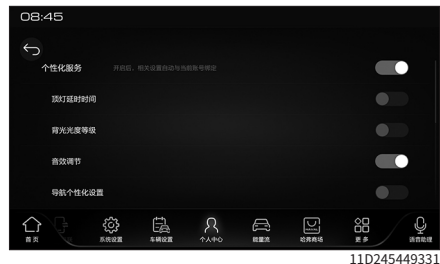 08:45
个性化服务 开启后，相关设置自动与当前账号绑定
顶灯延时时间
背光光度等级
音效调节
导航个性化设置
首页 系统设置 车辆设置 个人中心 能量流 哈弗商场 更多 语音助理
11D245449331